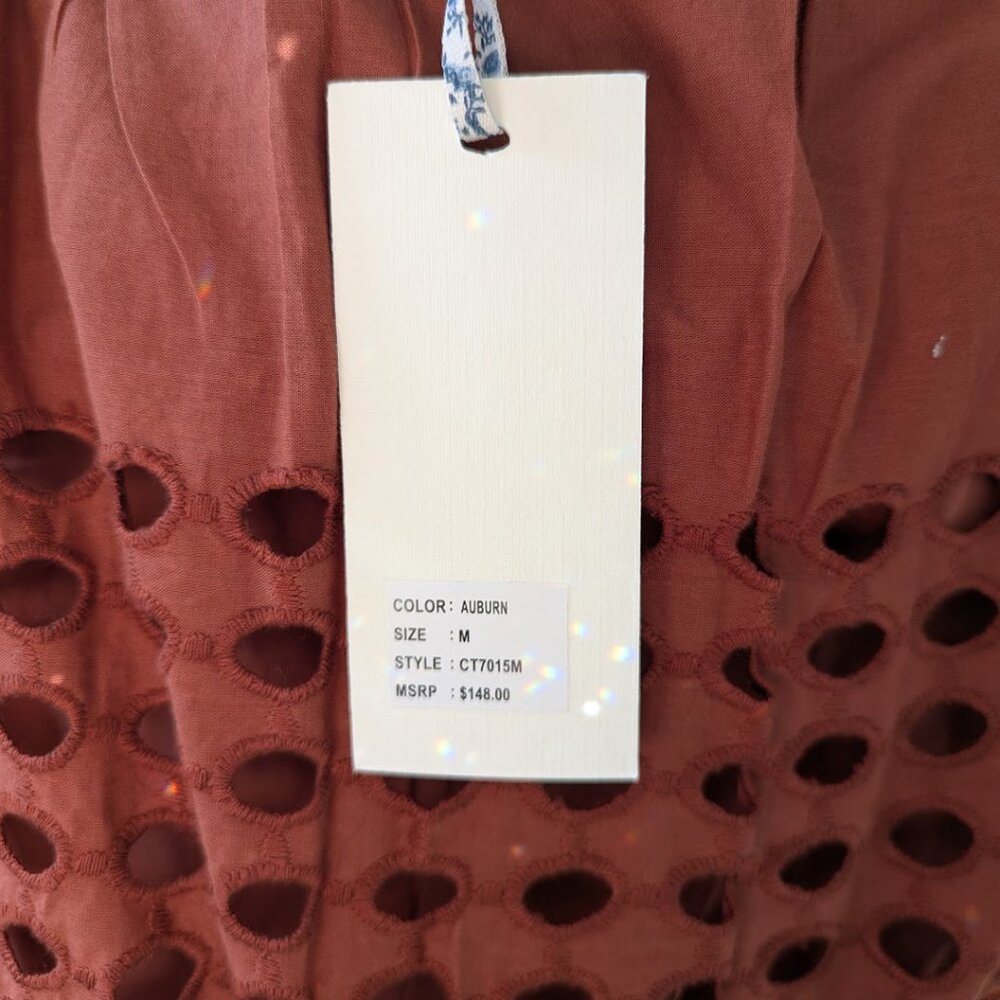 COLOR: AUBURN
SIZE : M
STYLE : CT7015M
MSRP : $148.00